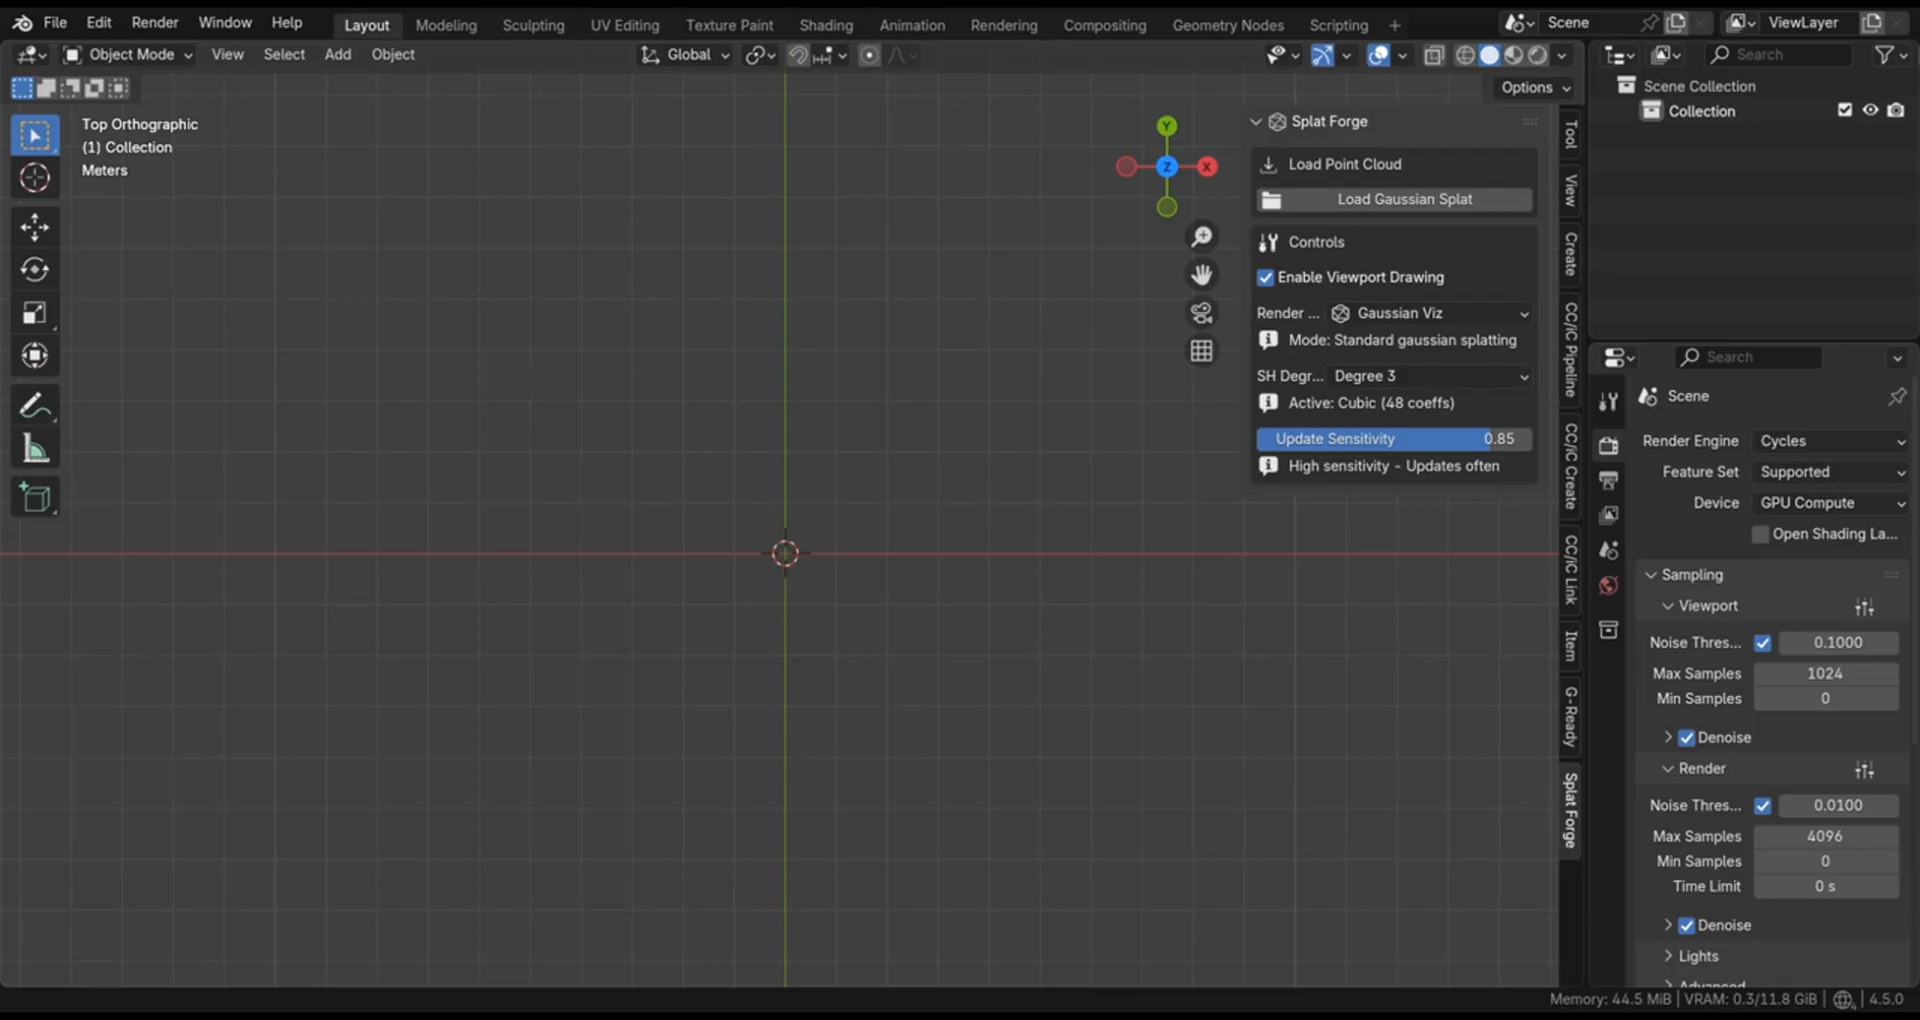 File Edit Render Window Help Layout Modeling Sculpting UV Editing Texture Paint Shading Animation Rendering Compositing Geometry Nodes Scripting + Scene ViewLayer
Object Mode View Select Add Object Global Search
Options
Top Orthographic
(1) Collection
Meters
Y
Z
X
Splat Forge
Load Point Cloud
Load Gaussian Splat
Controls
Enable Viewport Drawing
Render ... Gaussian Viz
Mode: Standard gaussian splatting
SH Degr... Degree 3
Active: Cubic (48 coeffs)
Update Sensitivity 0.85
High sensitivity - Updates often
Tool
View
Create
CC/iC Pipeline
CC/iC Create
CC/iC Link
Item
G-Ready
Splat Forge
Scene Collection
Collection
Search
Scene
Render Engine Cycles
Feature Set Supported
Device GPU Compute
Open Shading La...
Sampling
Viewport
Noise Thres... 0.1000
Max Samples 1024
Min Samples 0
Denoise
Render
Noise Thres... 0.0100
Max Samples 4096
Min Samples 0
Time Limit 0 s
Denoise
Lights
Advanced
Memory: 44.5 MiB | VRAM: 0.3/11.8 GiB | 4.5.0